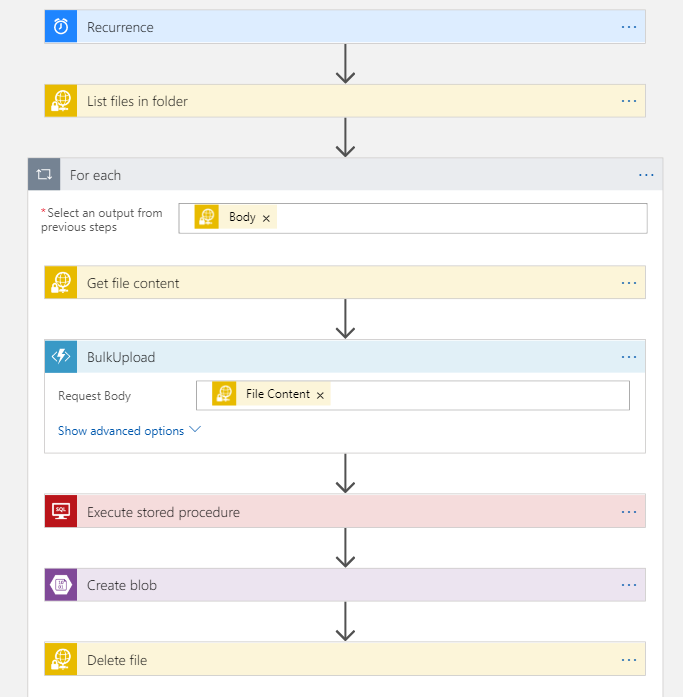 Recurrence ...
List files in folder ...
For each ...
*Select an output from
previous steps
Body ×
Get file content ...
BulkUpload ...
Request Body
File Content ×
Show advanced options
SQL
Execute stored procedure ...
Create blob ...
Delete file ...